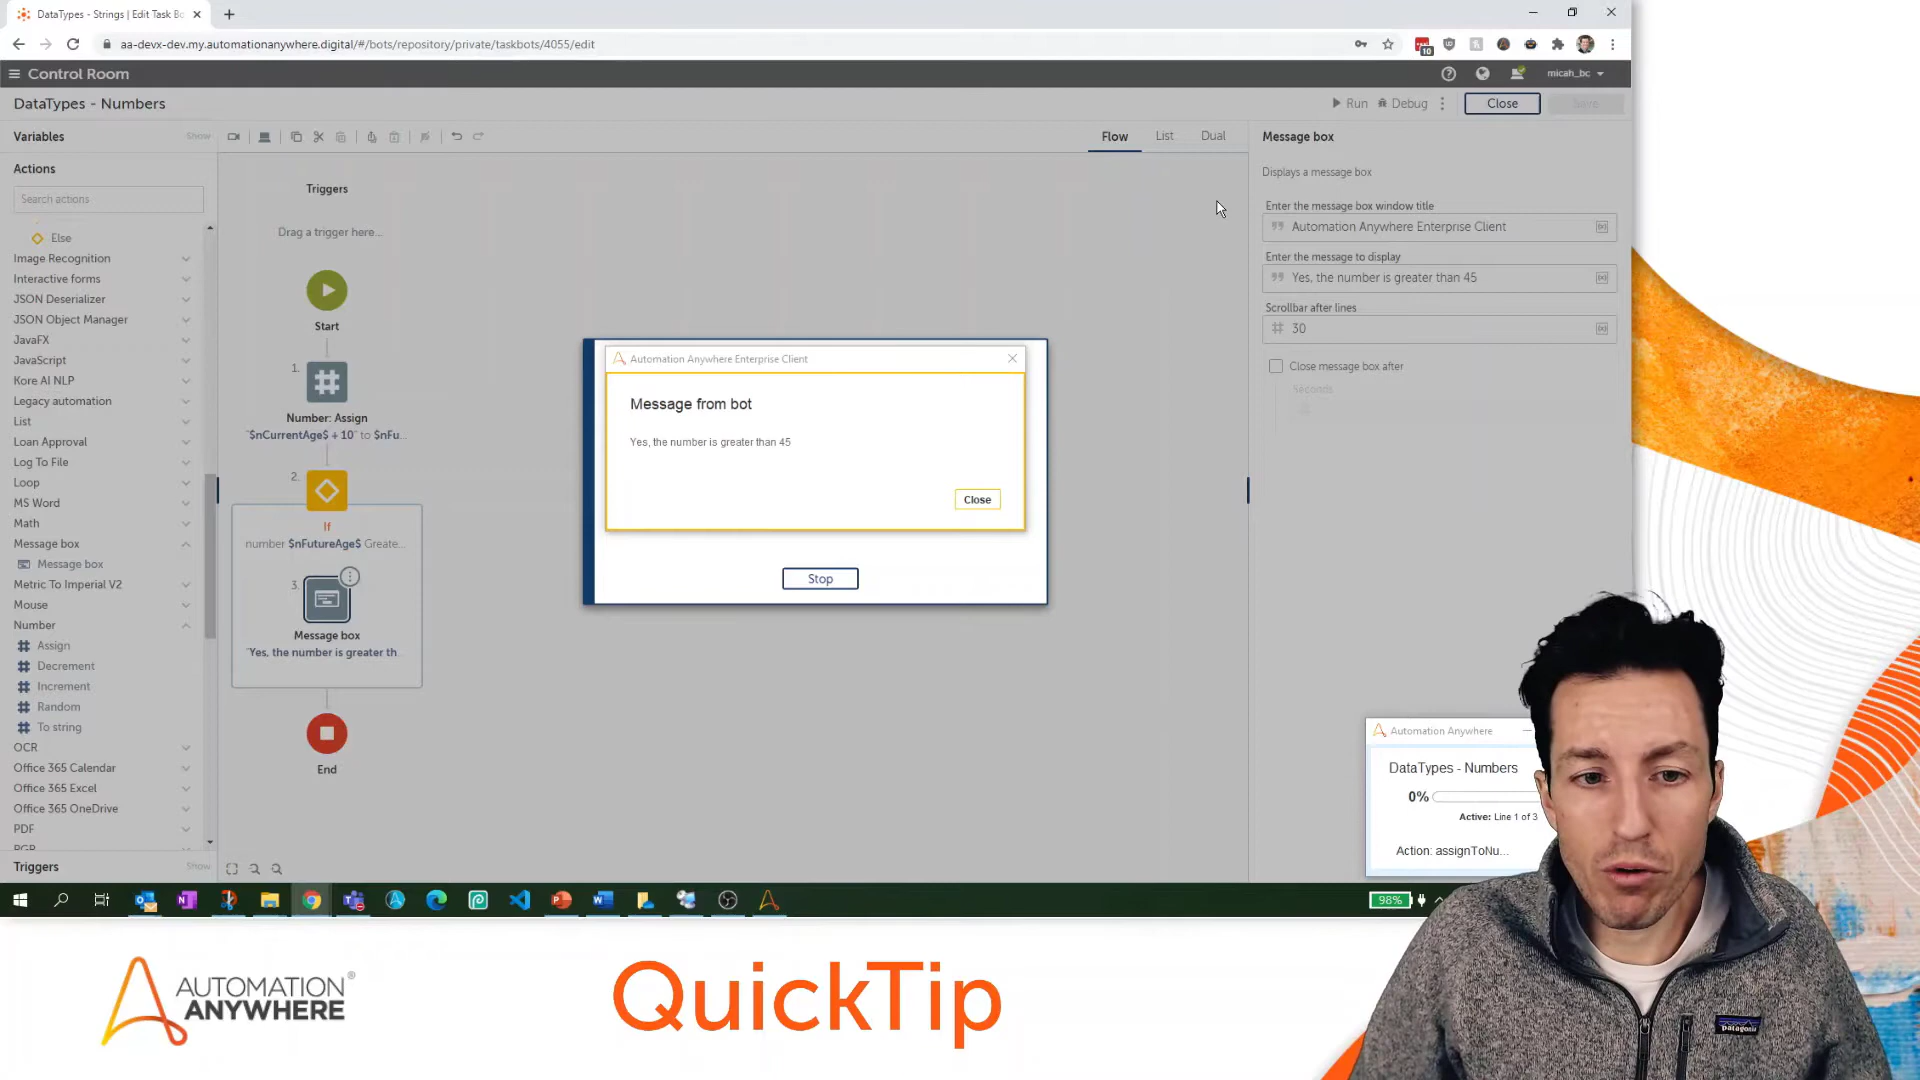 DataTypes - Strings | Edit Task Bo
aa-devx-dev.my.automationanywhere.digital/#/bots/repository/private/taskbots/4055/edit
10
Control Room
micah_bc
DataTypes - Numbers
Run
Debug
Close
Save
Variables
Show
Flow
List
Dual
Message box
Actions
Search actions
Else
Image Recognition
Interactive forms
JSON Deserializer
JSON Object Manager
JavaFX
JavaScript
Kore AI NLP
Legacy automation
List
Loan Approval
Log To File
Loop
MS Word
Math
Message box
Message box
Metric To Imperial V2
Mouse
Number
Assign
Decrement
Increment
Random
To string
OCR
Office 365 Calendar
Office 365 Excel
Office 365 OneDrive
PDF
PGP
Triggers
Show
Triggers
Drag a trigger here...
Start
1.
Number: Assign
"$nCurrentAge$ + 10" to $nFu...
2.
If
number $nFutureAge$ Greate...
3.
Message box
"Yes, the number is greater th
End
Automation Anywhere Enterprise Client
Message from bot
Yes, the number is greater than 45
Close
Stop
Displays a message box
Enter the message box window title
Automation Anywhere Enterprise Client
Enter the message to display
Yes, the number is greater than 45
Scrollbar after lines
30
Close message box after
Seconds
Automation Anywhere
DataTypes - Numbers
0%
Active: Line 1 of 3
Action: assignToNu...
98%
AUTOMATION
ANYWHERE®
QuickTip
patagonia